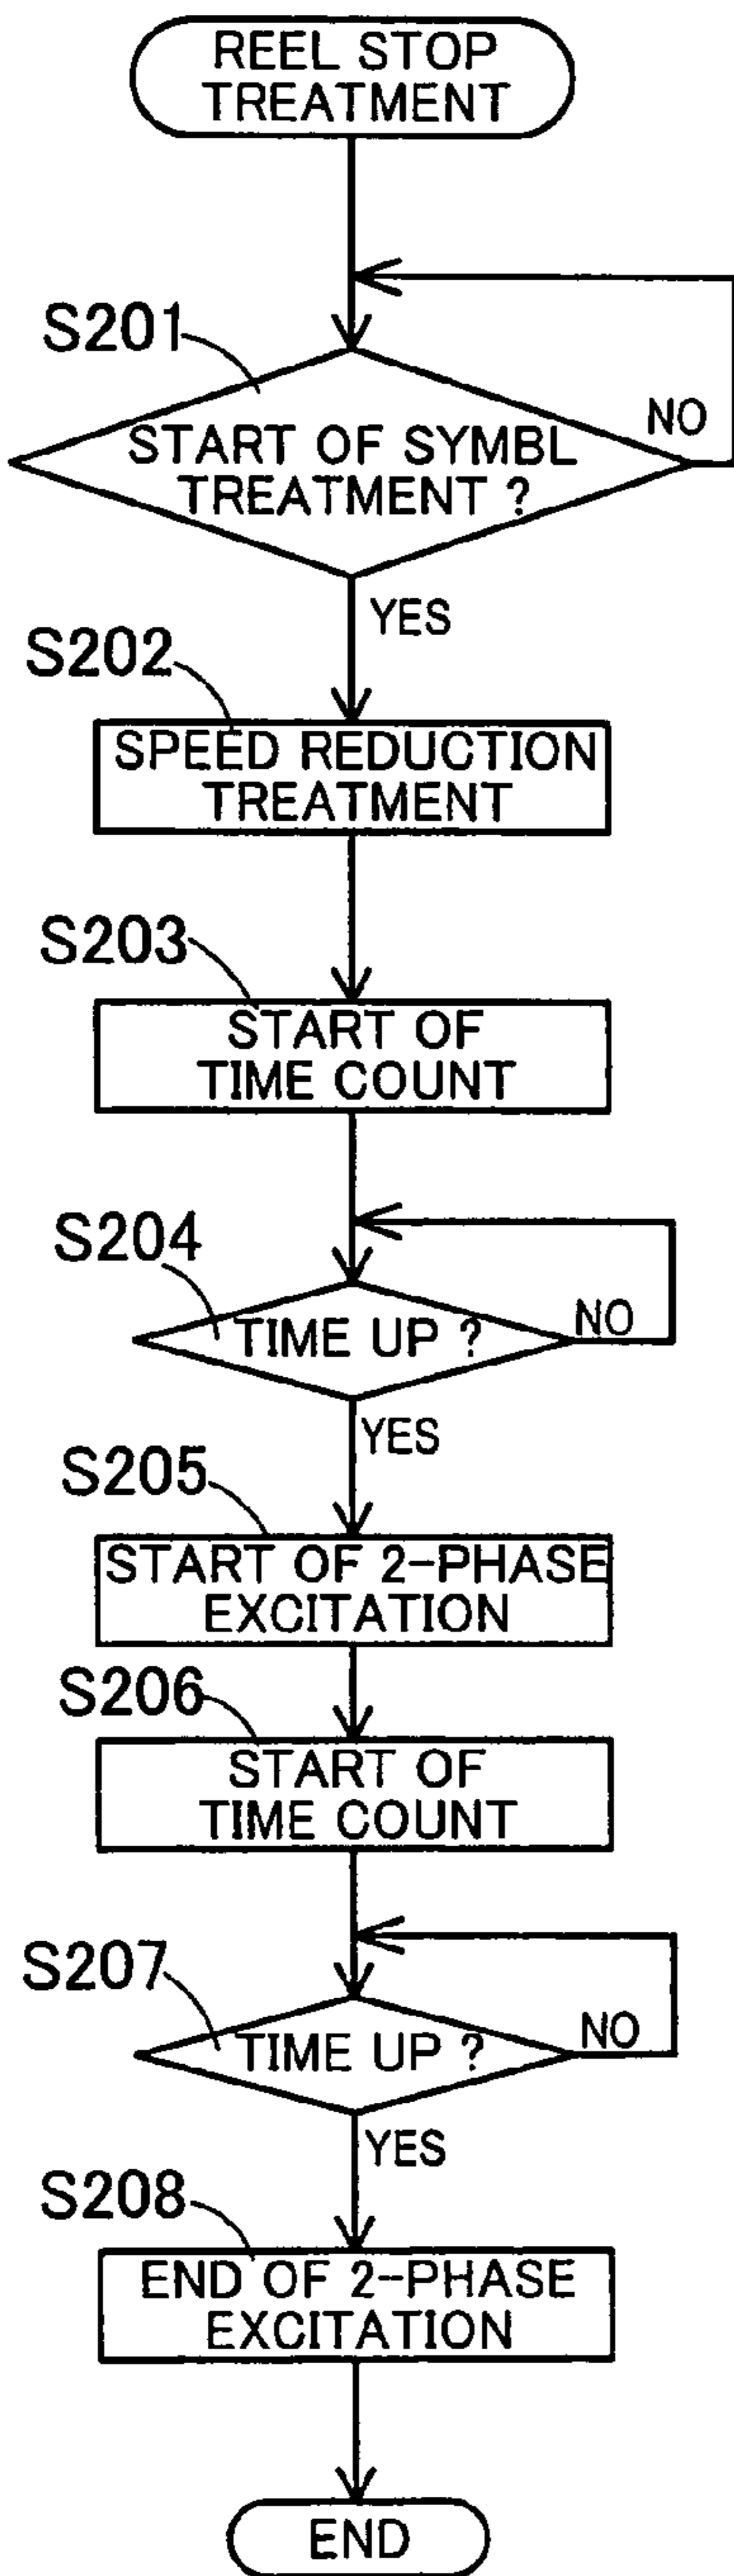 REEL STOP
TREATMENT
S201
NO
START OF SYMBL
TREATMENT ?
YES
S202
SPEED REDUCTION
TREATMENT
S203
START OF
TIME COUNT
S204
TIME UP ?
NO
YES
S205
START OF 2-PHASE
EXCITATION
S206
START OF
TIME COUNT
S207
TIME UP ?
NO
YES
S208
END OF 2-PHASE
EXCITATION
END